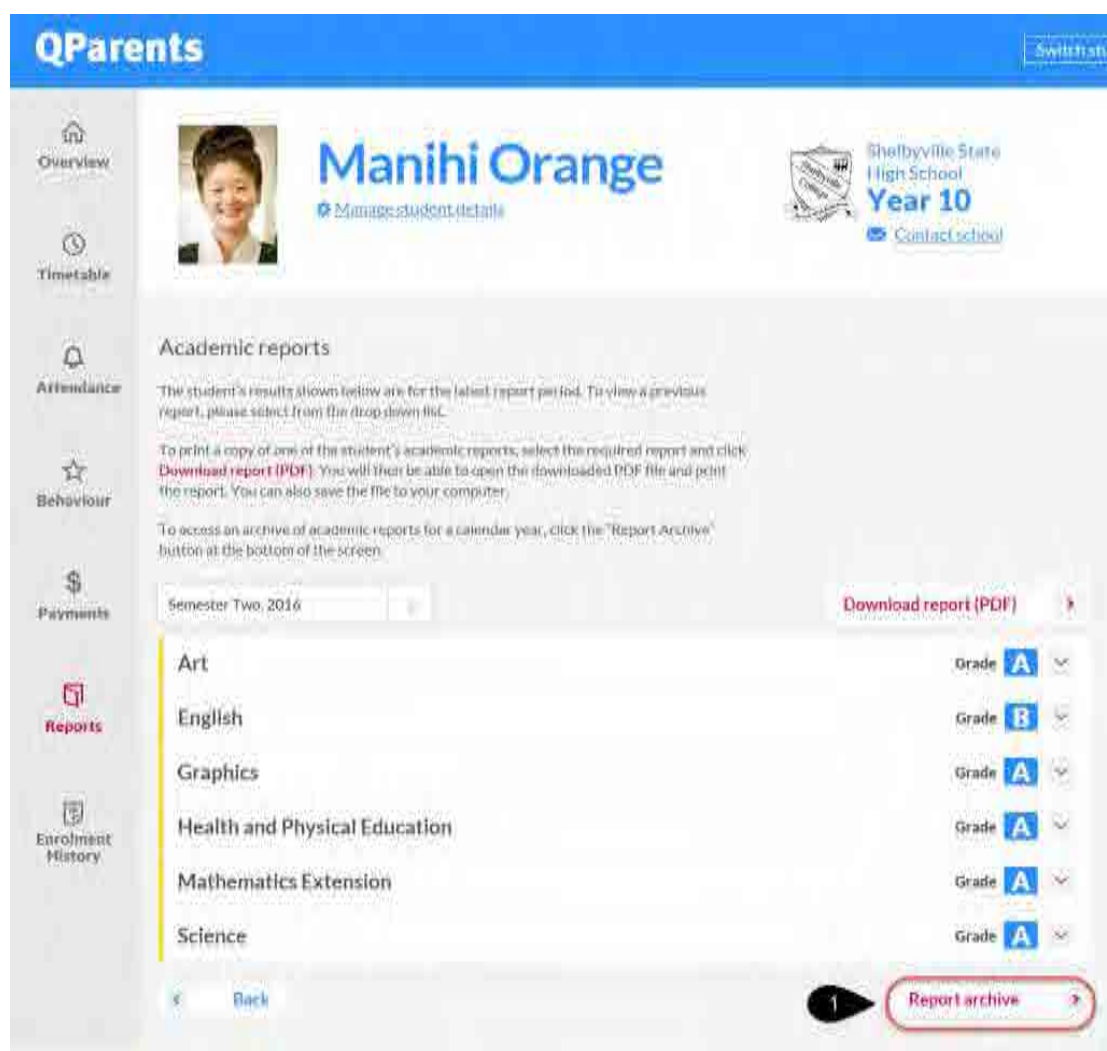 QParents
Switch stu
Overview
Timetable
Attendance
Behaviour
Payments
Reports
Enrolment
History
Manihi Orange
Manage student details
Shelbyville
College
Shelbyville State
High School
Year 10
Contact school
Academic reports
The student's results shown below are for the latest report period. To view a previous
report, please select from the drop down list.
To print a copy of one of the student's academic reports, select the required report and click
Download report (PDF). You will then be able to open the downloaded PDF file and print
the report. You can also save the file to your computer.
To access an archive of academic reports for a calendar year, click the "Report Archive"
button at the bottom of the screen.
Semester Two, 2016
Download report (PDF)
Art Grade A
English Grade B
Graphics Grade A
Health and Physical Education Grade A
Mathematics Extension Grade A
Science Grade A
Back
1
Report archive